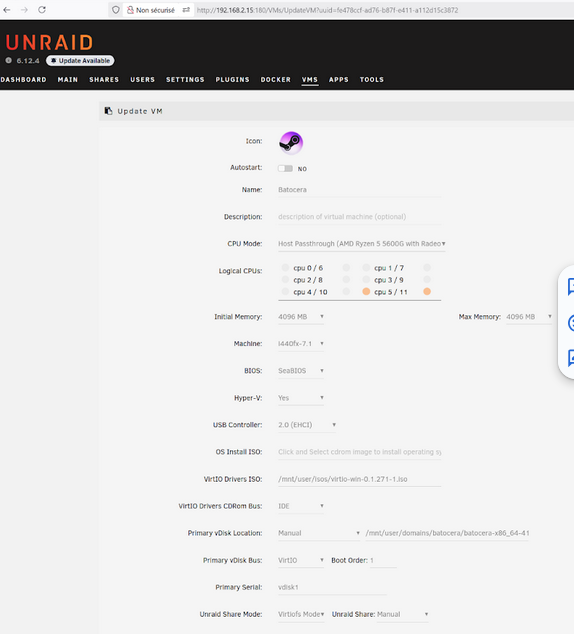 Non sécurisé http://192.168.2.15:180/VMs/UpdateVM?uuid=fe478ccf-ad76-b87f-e411-a112d15c3872
UNRAID
6.12.4 Update Available
DASHBOARD MAIN SHARES USERS SETTINGS PLUGINS DOCKER VMS APPS TOOLS
Update VM
Icon:
Autostart: NO
Name: Batocera
Description: description of virtual machine (optional)
CPU Mode: Host Passthrough (AMD Ryzen 5 5600G with Radeo
Logical CPUs: cpu 0 / 6 cpu 1 / 7
cpu 2 / 8 cpu 3 / 9
cpu 4 / 10 cpu 5 / 11
Initial Memory: 4096 MB Max Memory: 4096 MB
Machine: i440fx-7.1
BIOS: SeaBIOS
Hyper-V: Yes
USB Controller: 2.0 (EHCI)
OS Install ISO: Click and Select cdrom image to install operating sy
VirtIO Drivers ISO: /mnt/user/isos/virtio-win-0.1.271-1.iso
VirtIO Drivers CDRom Bus: IDE
Primary vDisk Location: Manual /mnt/user/domains/batocera/batocera-x86_64-41
Primary vDisk Bus: VirtIO Boot Order: 1
Primary Serial: vdisk1
Unraid Share Mode: Virtiofs Mode Unraid Share: Manual